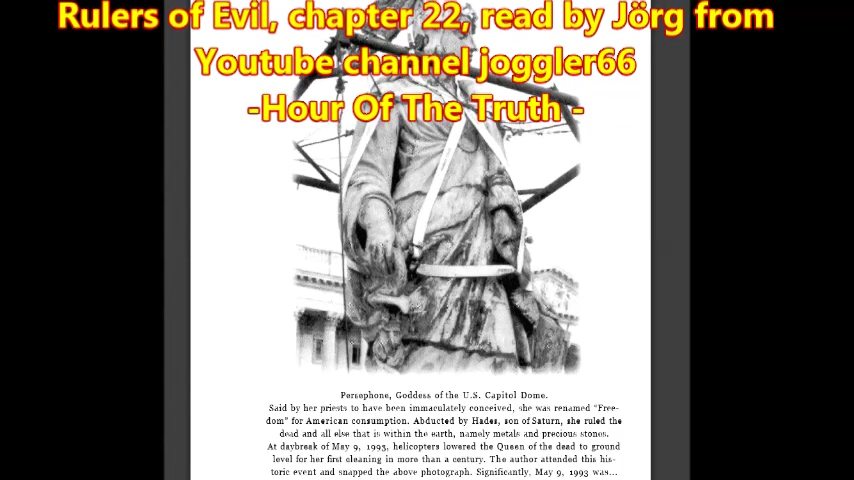 Rulers of Evil, chapter 22, read by Jörg from
Youtube channel joggler66
-Hour Of The Truth -
Persephone, Goddess of the U.S. Capitol Dome.
Said by her priests to have been immaculately conceived, she was renamed "Free-
dom" for American consumption. Abducted by Hades, son of Saturn, she ruled the
dead and all else that is within the earth, namely metals and precious stones.
At daybreak of May 9, 1993, helicopters lowered the Queen of the dead to ground
level for her first cleaning in more than a century. The author attended this his-
toric event and snapped the above photograph. Significantly, May 9, 1993 was...